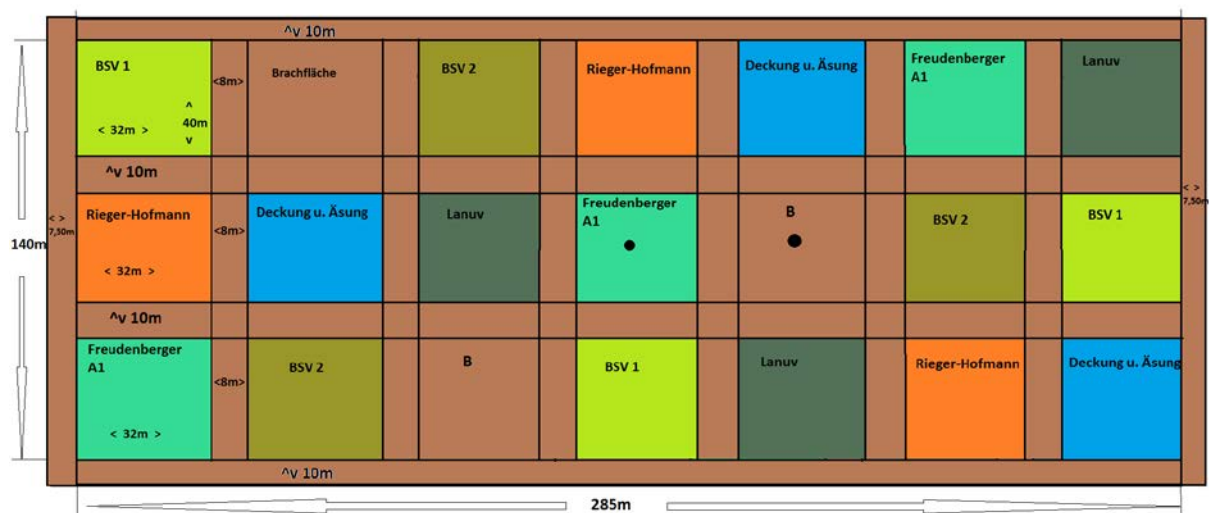 ^v 10m
BSV 1
<8m>
Brachfläche
BSV 2
Rieger-Hofmann
Deckung u. Äsung
Freudenberger
A1
Lanuv
^
40m
v
< 32m >
^v 10m
< >
7,50m
Rieger-Hofmann
<8m>
Deckung u. Äsung
Lanuv
Freudenberger
A1
B
BSV 2
BSV 1
< >
7,50m
140m
< 32m >
^v 10m
Freudenberger
A1
<8m>
BSV 2
B
BSV 1
Lanuv
Rieger-Hofmann
Deckung u. Äsung
< 32m >
^v 10m
285m